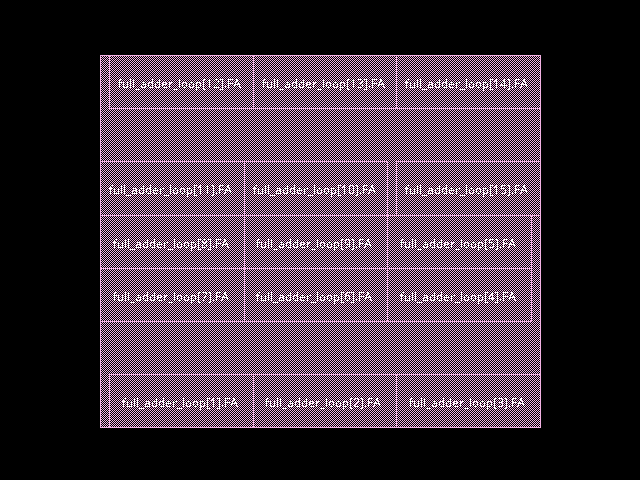 full_adder_loop[12].FA full_adder_loop[13].FA full_adder_loop[14].FA
full_adder_loop[11].FA full_adder_loop[10].FA full_adder_loop[15].FA
full_adder_loop[8].FA full_adder_loop[9].FA full_adder_loop[5].FA
full_adder_loop[7].FA full_adder_loop[6].FA full_adder_loop[4].FA
full_adder_loop[1].FA full_adder_loop[2].FA full_adder_loop[3].FA